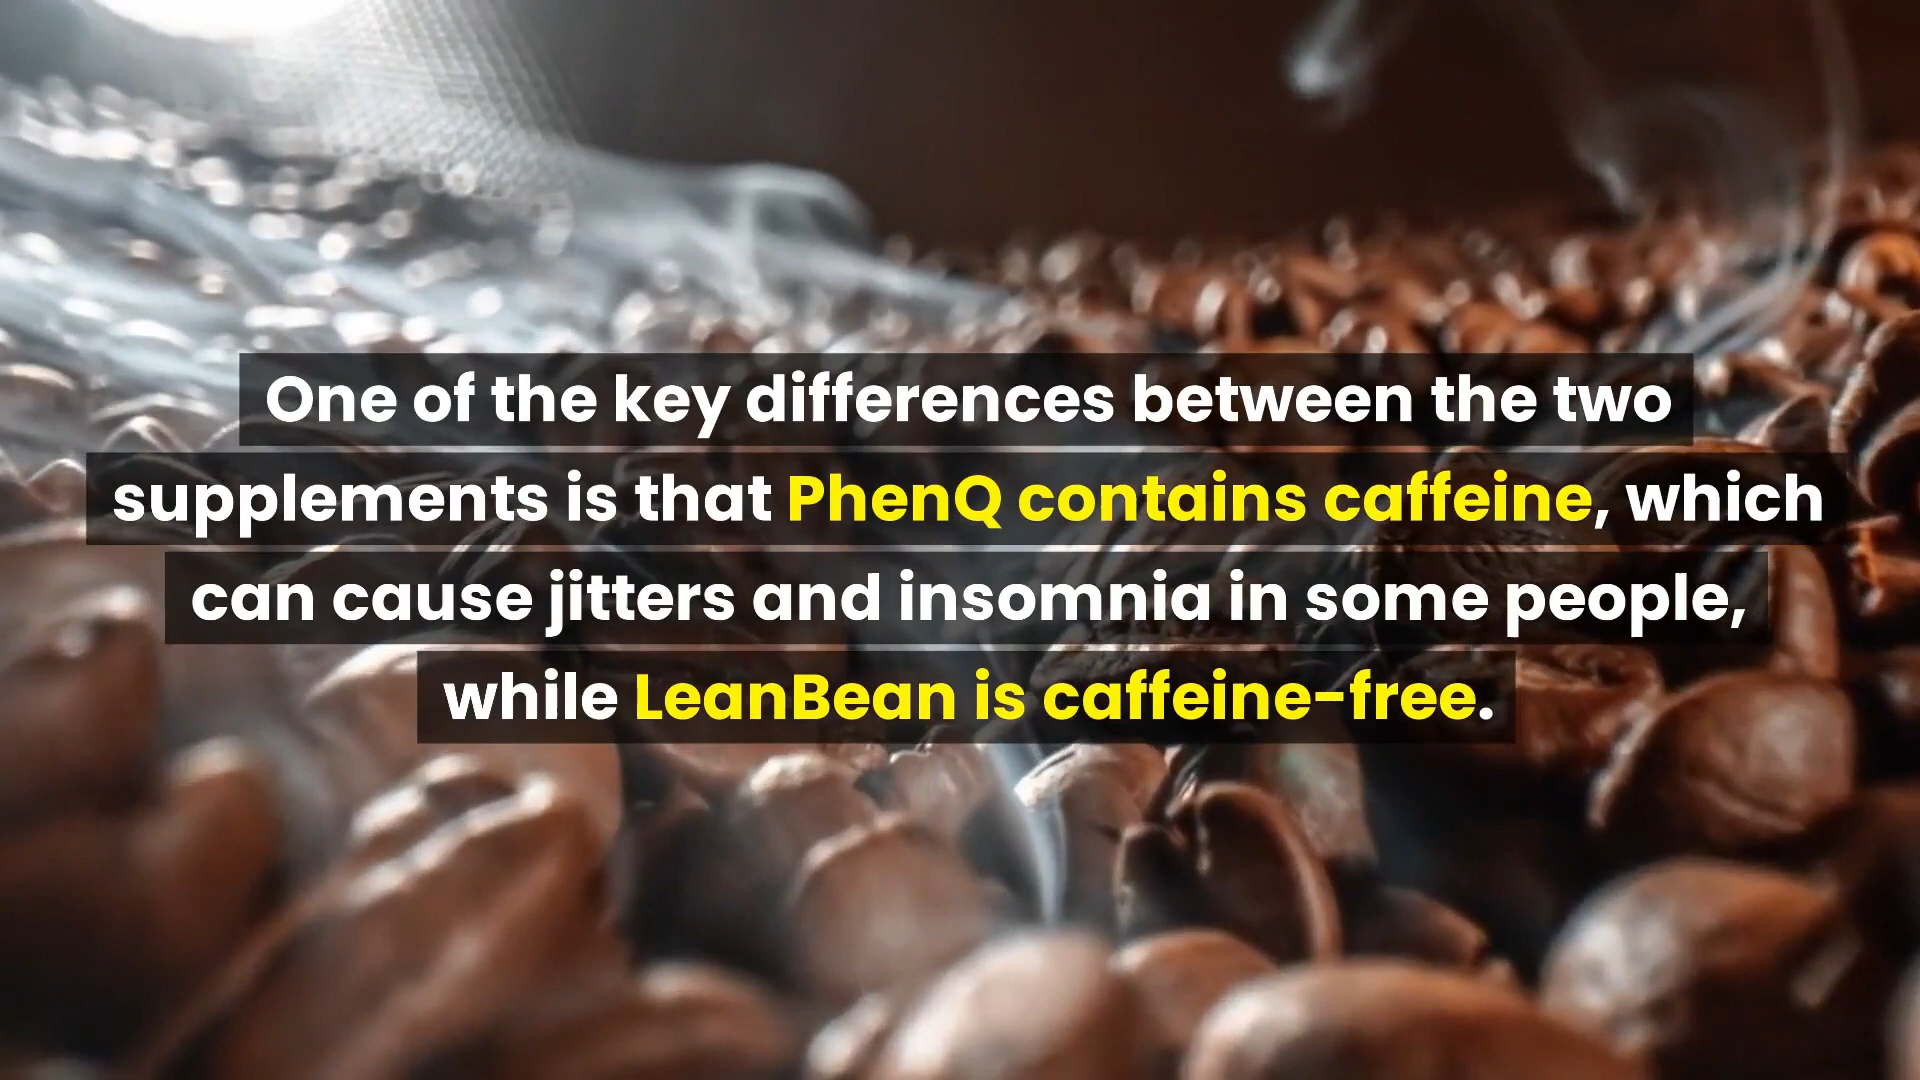 One of the key differences between the two
supplements is that PhenQ contains caffeine, which
can cause jitters and insomnia in some people,
while LeanBean is caffeine-free.